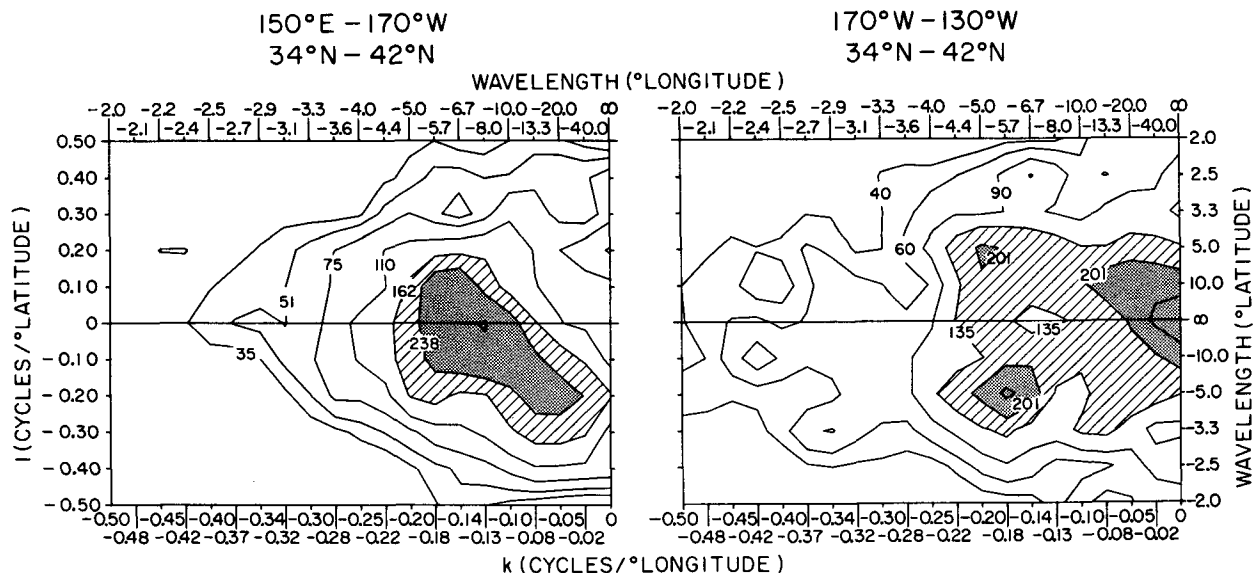 150°E – 170°W
34°N – 42°N
170°W – 130°W
34°N – 42°N
WAVELENGTH (°LONGITUDE)
-2.0 -2.2 -2.5 -2.9 -3.3 -4.0 -5.0 -6.7 -10.0 -20.0 ∞
-2.1 -2.4 -2.7 -3.1 -3.6 -4.4 -5.7 -8.0 -13.3 -40.0
-2.0 -2.2 -2.5 -2.9 -3.3 -4.0 -5.0 -6.7 -10.0 -20.0 ∞
-2.1 -2.4 -2.7 -3.1 -3.6 -4.4 -5.7 -8.0 -13.3 -40.0
l (CYCLES/°LATITUDE)
0.50
0.40
0.30
0.20
0.10
0
-0.10
-0.20
-0.30
-0.40
-0.50
75
110
162
51
238
35
40
90
60
201
201
135
135
201
2.0
2.5
3.3
5.0
10.0
∞
-10.0
-5.0
-3.3
-2.5
-2.0
WAVELENGTH (°LATITUDE)
-0.50 -0.45 -0.40 -0.34 -0.30 -0.25 -0.20 -0.14 -0.10 -0.05 0
-0.48 -0.42 -0.37 -0.32 -0.28 -0.22 -0.18 -0.13 -0.08 -0.02
-0.50 -0.45 -0.40 -0.34 -0.30 -0.25 -0.20 -0.14 -0.10 -0.05 0
-0.48 -0.42 -0.37 -0.32 -0.28 -0.22 -0.18 -0.13 -0.08 -0.02
k (CYCLES/°LONGITUDE)